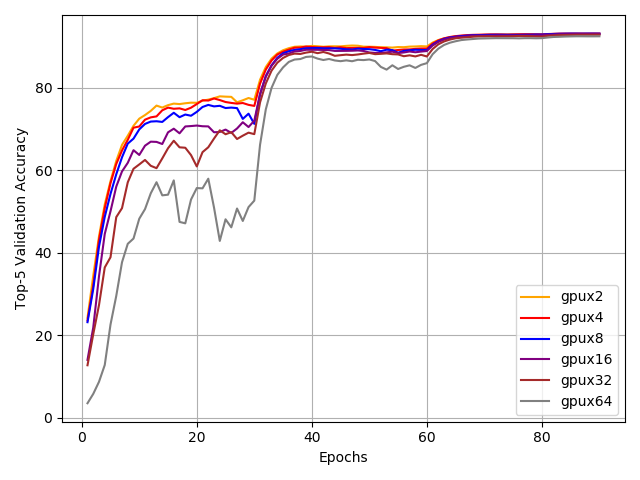 Top-5 Validation Accuracy
80
60
40
20
0
0 20 40 60 80
Epochs
gpux2
gpux4
gpux8
gpux16
gpux32
gpux64